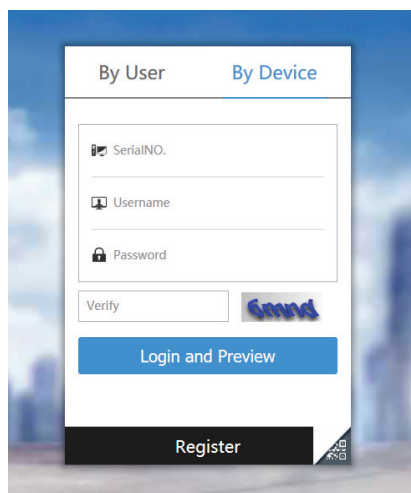 By User By Device
SerialNO.
Username
Password
Verify 6mnd
Login and Preview
Register